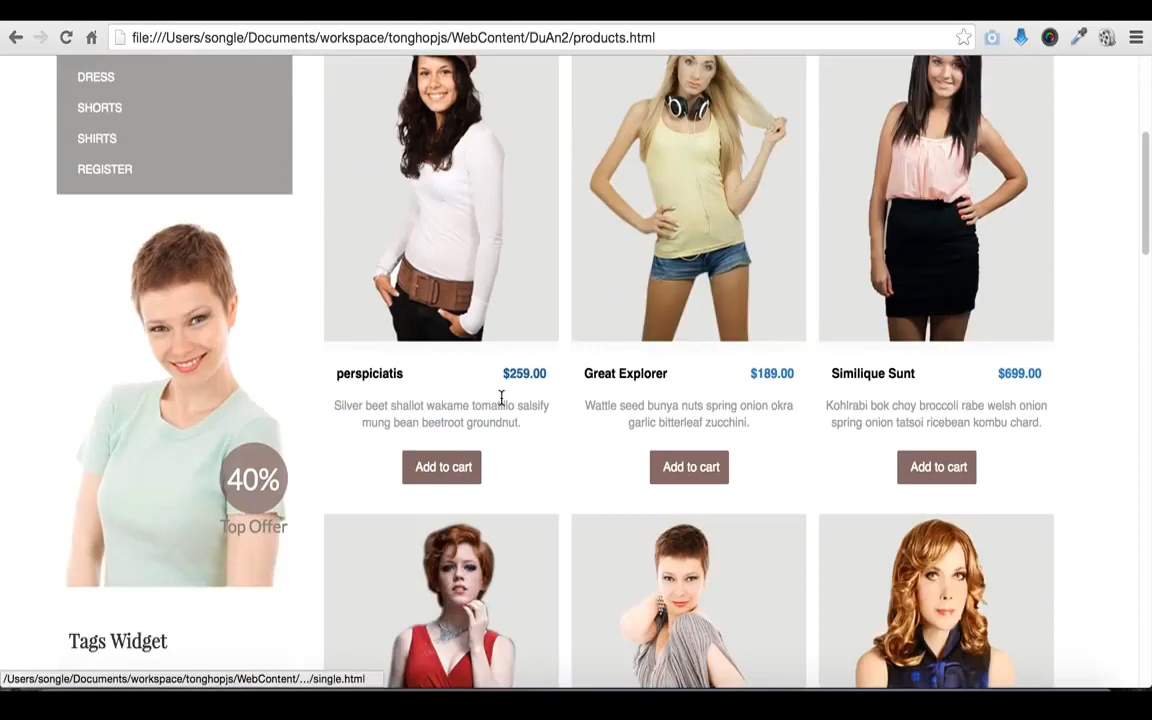 file:///Users/songle/Documents/workspace/tonghopjs/WebContent/DuAn2/products.html
DRESS
SHORTS
SHIRTS
REGISTER
40%
Top Offer
Tags Widget
perspiciatis $259.00
Silver beet shallot wakame tomatillo salsify
mung bean beetroot groundnut.
Add to cart
Great Explorer $189.00
Wattle seed bunya nuts spring onion okra
garlic bitterleaf zucchini.
Add to cart
Similique Sunt $699.00
Kohlrabi bok choy broccoli rabe welsh onion
spring onion tatsoi ricebean kombu chard.
Add to cart
/Users/songle/Documents/workspace/tonghopjs/WebContent/.../single.html